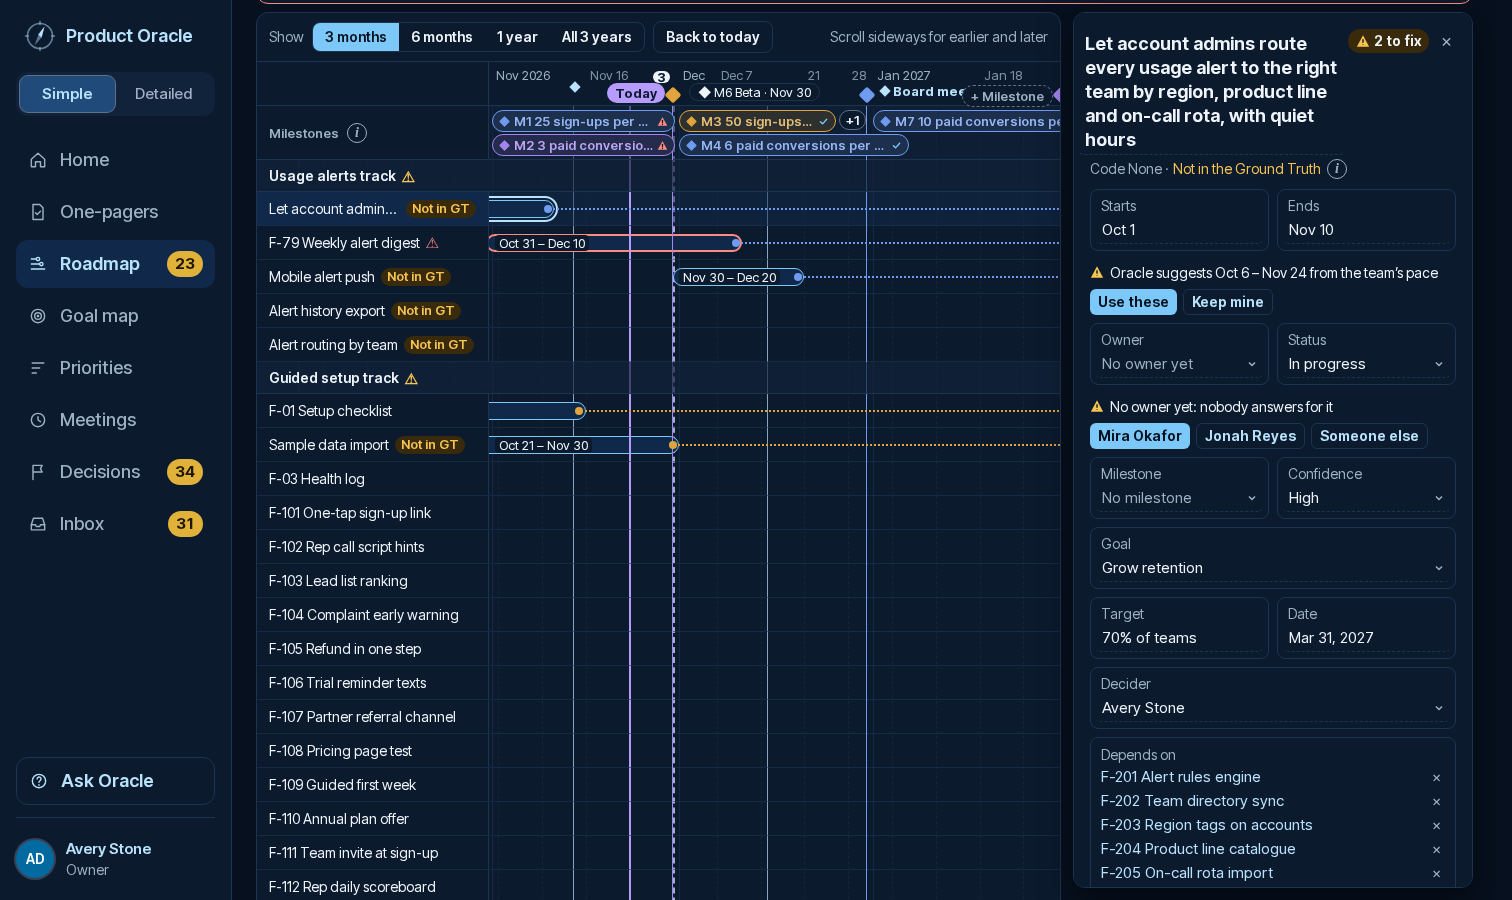 Product Oracle
Simple
Detailed
Home
One-pagers
Roadmap 23
Goal map
Priorities
Meetings
Decisions 34
Inbox 31
Ask Oracle
AD
Avery Stone
Owner
Show
3 months
6 months
1 year
All 3 years
Back to today
Scroll sideways for earlier and later
Nov 2026
Nov 16
3
Dec
Dec 7
21
28
Jan 2027
Jan 18
Today
M6 Beta · Nov 30
Board mee
+ Milestone
Milestones i
M1 25 sign-ups per ...
M3 50 sign-ups...
+1
M7 10 paid conversions pe
M2 3 paid conversio...
M4 6 paid conversions per ...
Usage alerts track
Let account admin... Not in GT
F-79 Weekly alert digest
Oct 31 – Dec 10
Mobile alert push Not in GT
Nov 30 – Dec 20
Alert history export Not in GT
Alert routing by team Not in GT
Guided setup track
F-01 Setup checklist
Sample data import Not in GT
Oct 21 – Nov 30
F-03 Health log
F-101 One-tap sign-up link
F-102 Rep call script hints
F-103 Lead list ranking
F-104 Complaint early warning
F-105 Refund in one step
F-106 Trial reminder texts
F-107 Partner referral channel
F-108 Pricing page test
F-109 Guided first week
F-110 Annual plan offer
F-111 Team invite at sign-up
F-112 Rep daily scoreboard
Let account admins route
every usage alert to the right
team by region, product line
and on-call rota, with quiet
hours
2 to fix ×
Code None · Not in the Ground Truth i
Starts
Oct 1
Ends
Nov 10
Oracle suggests Oct 6 – Nov 24 from the team’s pace
Use these
Keep mine
Owner
No owner yet
Status
In progress
No owner yet: nobody answers for it
Mira Okafor
Jonah Reyes
Someone else
Milestone
No milestone
Confidence
High
Goal
Grow retention
Target
70% of teams
Date
Mar 31, 2027
Decider
Avery Stone
Depends on
F-201 Alert rules engine ×
F-202 Team directory sync ×
F-203 Region tags on accounts ×
F-204 Product line catalogue ×
F-205 On-call rota import ×